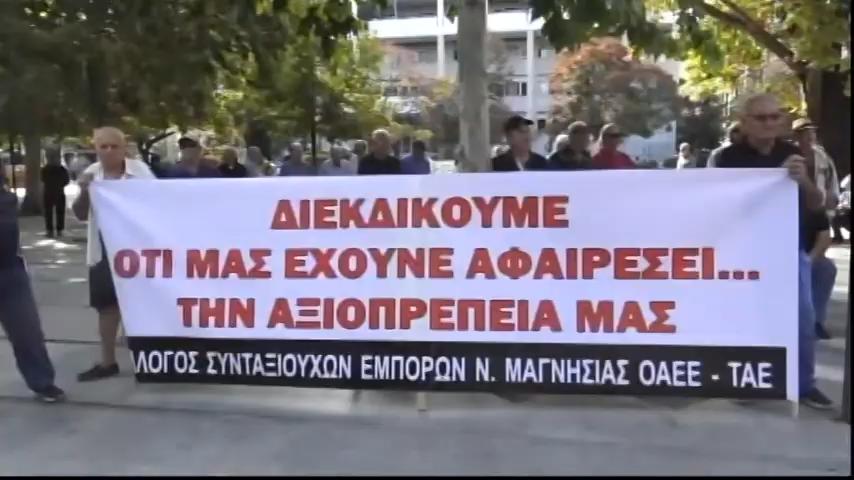 ΔΙΕΚΔΙΚΟΥΜΕ
ΟΤΙ ΜΑΣ ΕΧΟΥΝΕ ΑΦΑΙΡΕΣΕΙ...
ΤΗΝ ΑΞΙΟΠΡΕΠΕΙΑ ΜΑΣ
ΛΟΓΟΣ ΣΥΝΤΑΞΙΟΥΧΩΝ ΕΜΠΟΡΩΝ Ν. ΜΑΓΝΗΣΙΑΣ ΟΑΕΕ - ΤΑΕ